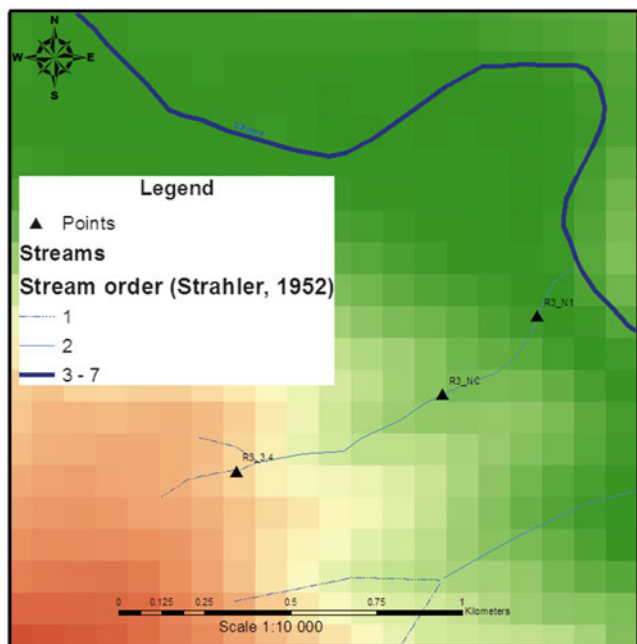 N
W E
S
Legend
Points
Streams
Stream order (Strahler, 1952)
1
2
3 - 7
R3_N1
R3_NC
R3_3.4
0 0,125 0,25 0.5 0.75 1
Kilometers
Scale 1:10 000